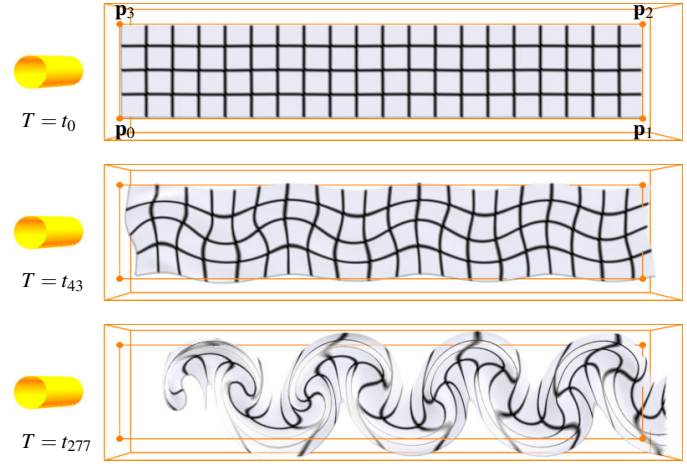 p₃ p₂
T = t₀
p₀ p₁
T = t₄₃
T = t₂₇₇